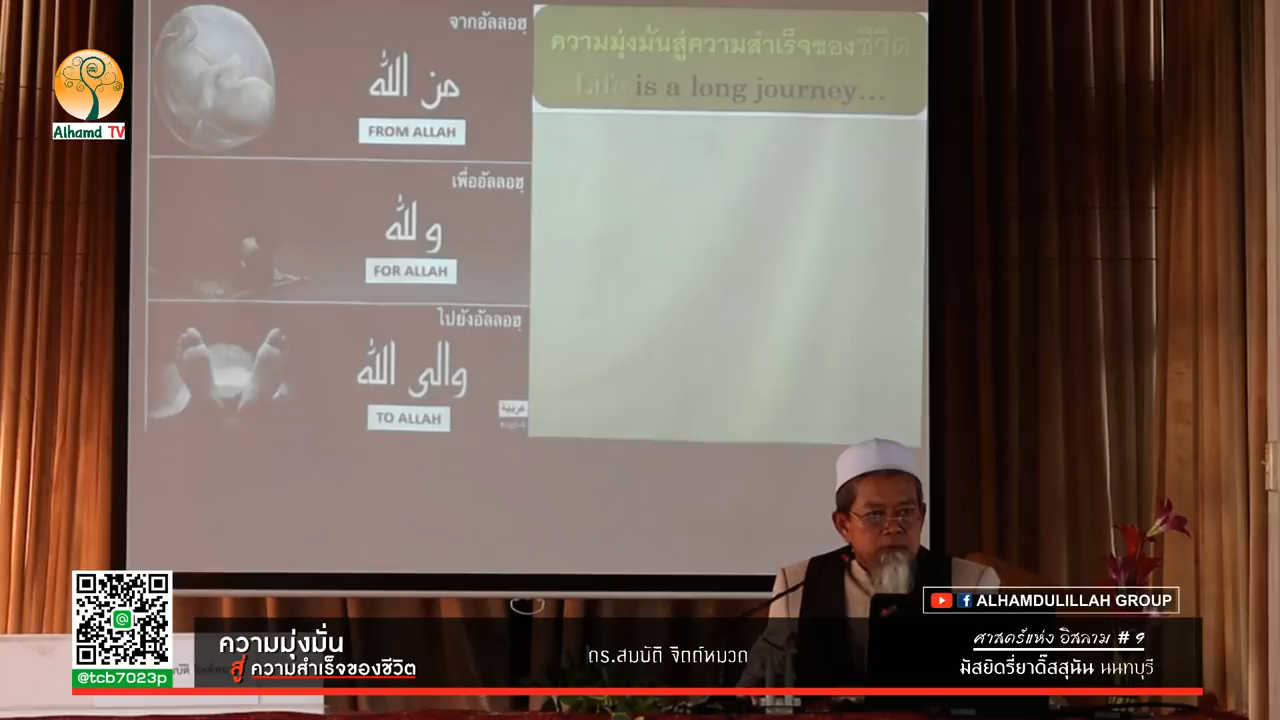 Alhamd TV
จากอัลลอฮฺ
من الله
FROM ALLAH
เพื่ออัลลอฮฺ
و لله
FOR ALLAH
ไปยังอัลลอฮฺ
والى الله
TO ALLAH
عربية
ความมุ่งมั่นสู่ความสำเร็จของชีวิต
Life is a long journey...
@tcb7023p
ความมุ่งมั่น
สู่ ความสำเร็จของชีวิต
ดร.สมบัติ จิตต์หมวด
ALHAMDULILLAH GROUP
ศาสตร์แห่ง อิสลาม # 9
มัสยิดรี่ยาดิ๊สสุนัน นนทบุรี